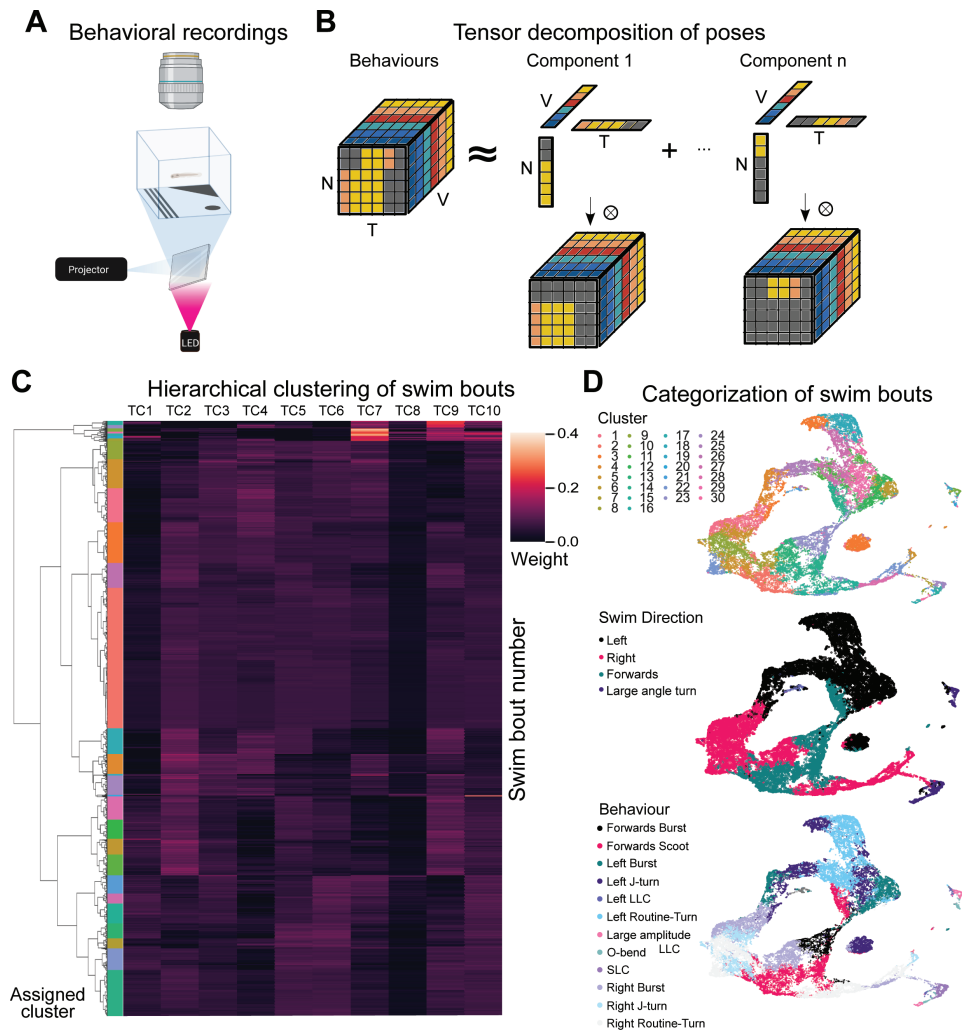 A
Behavioral recordings
Projector
LED
B
Tensor decomposition of poses
Behaviours
Component 1
Component n
N
T
V
≈
V
T
N
+
...
V
T
N
⊗
⊗
C
Hierarchical clustering of swim bouts
TC1 TC2 TC3 TC4 TC5 TC6 TC7 TC8 TC9 TC10
0.4
0.2
0.0
Weight
Swim bout number
Assigned
cluster
D
Categorization of swim bouts
Cluster
1 9 17 24
2 10 18 25
3 11 19 26
4 12 20 27
5 13 21 28
6 14 22 29
7 15 23 30
8 16
Swim Direction
Left
Right
Forwards
Large angle turn
Behaviour
Forwards Burst
Forwards Scoot
Left Burst
Left J-turn
Left LLC
Left Routine-Turn
Large amplitude
O-bend LLC
SLC
Right Burst
Right J-turn
Right Routine-Turn